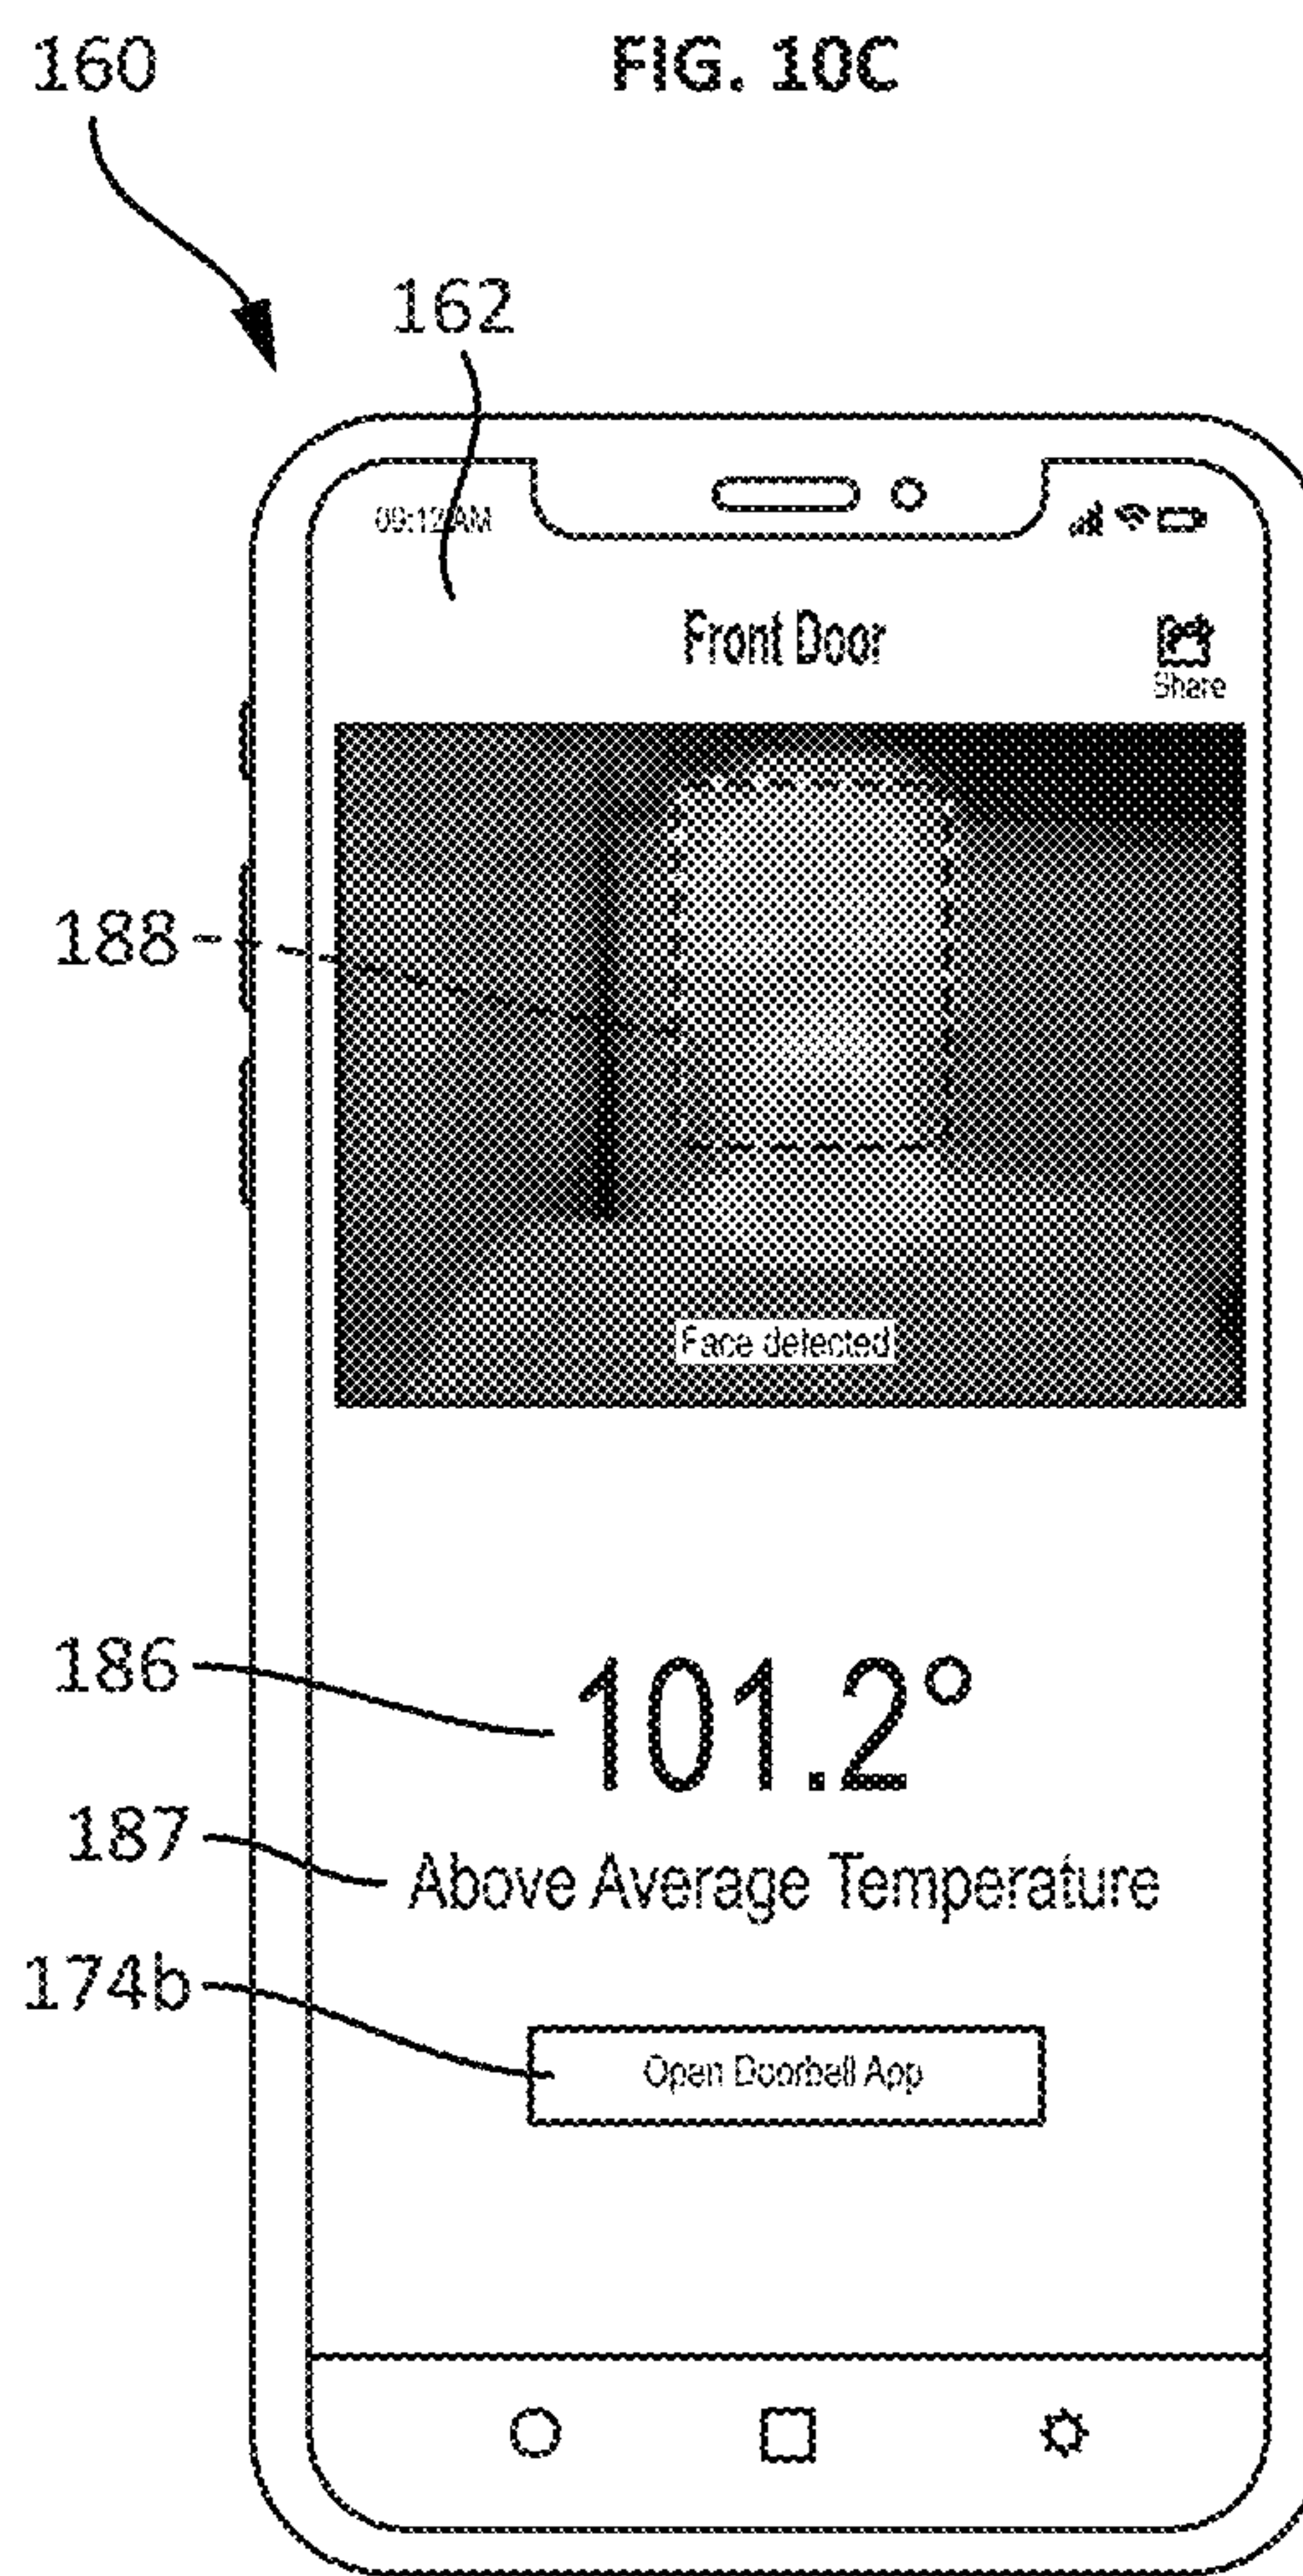 160
FIG. 10C
162
09:12 AM
Front Door
Share
188
Face detected
186
101.2°
187
Above Average Temperature
174b
Open Doorbell App